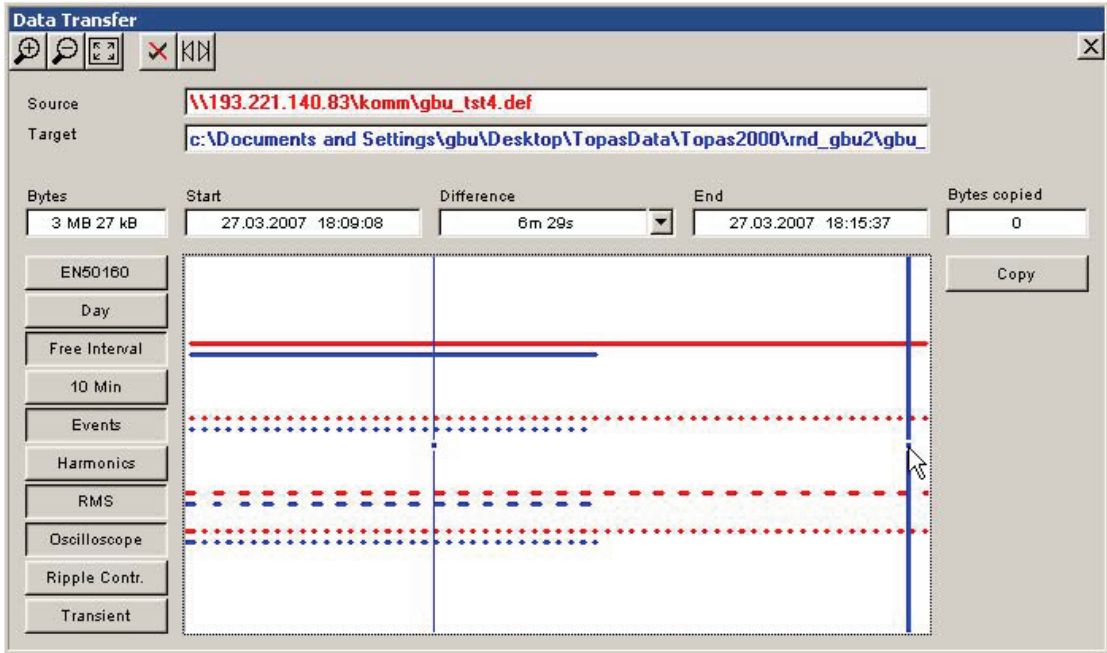 Data Transfer
Source
\\193.221.140.83\komm\gbu_tst4.def
Target
c:\Documents and Settings\gbu\Desktop\TopasData\Topas2000\rnd_gbu2\gbu_
Bytes Start Difference End Bytes copied
3 MB 27 kB 27.03.2007 18:09:08 6m 29s 27.03.2007 18:15:37 0
EN50160
Copy
Day
Free Interval
10 Min
Events
Harmonics
RMS
Oscilloscope
Ripple Contr.
Transient